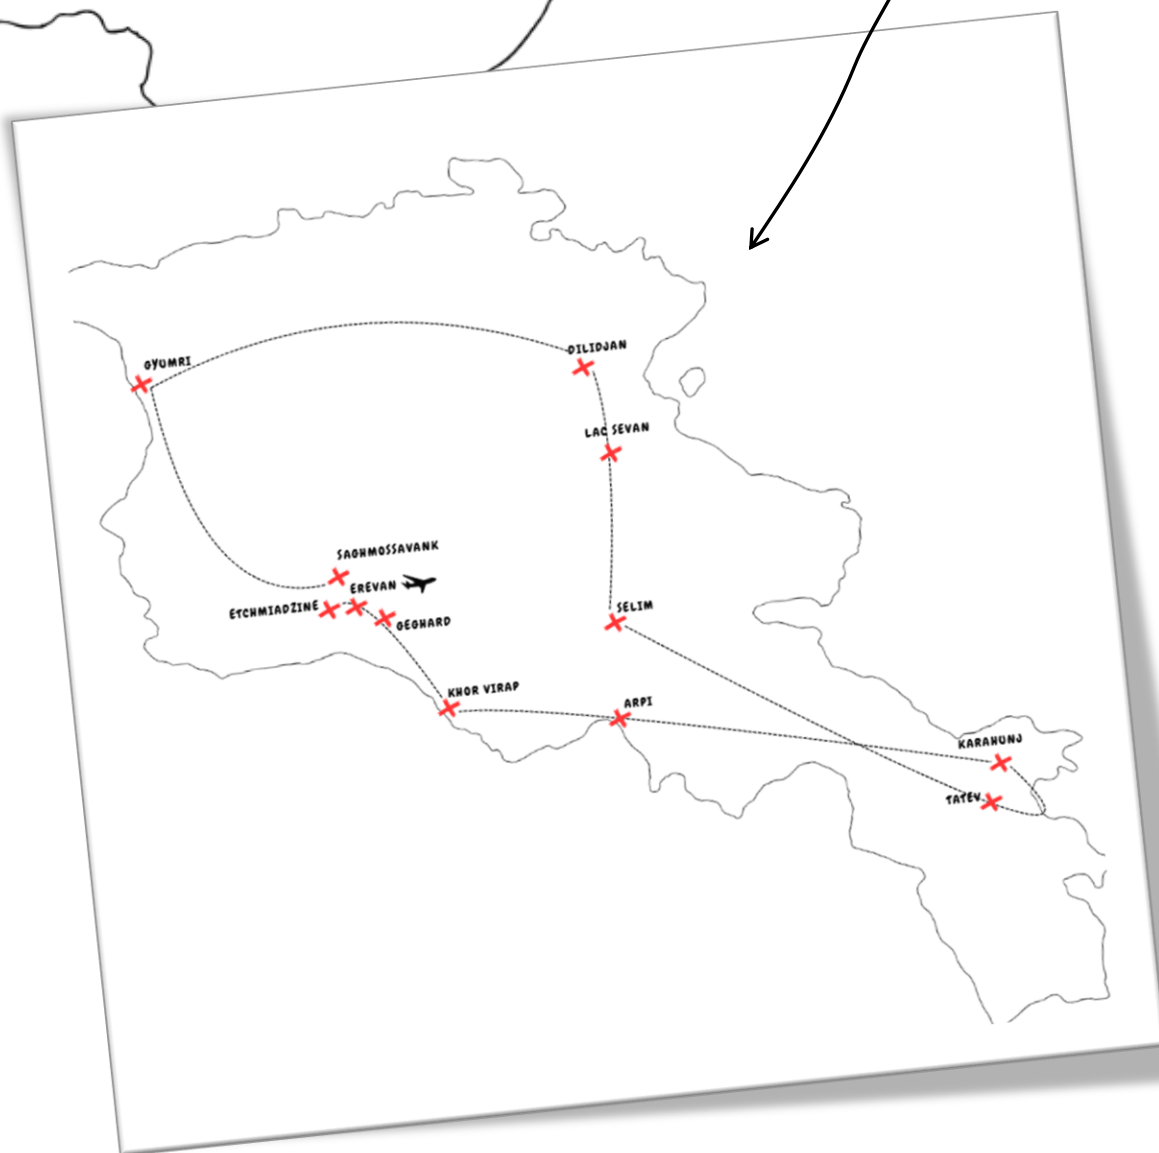 GYUMRI
DILIDJAN
LAC SEVAN
SAGHMOSSAVANK
EREVAN
ETCHMIADZINE
GEGHARD
SELIM
KHOR VIRAP
ARPI
KARAHUNJ
TATEV